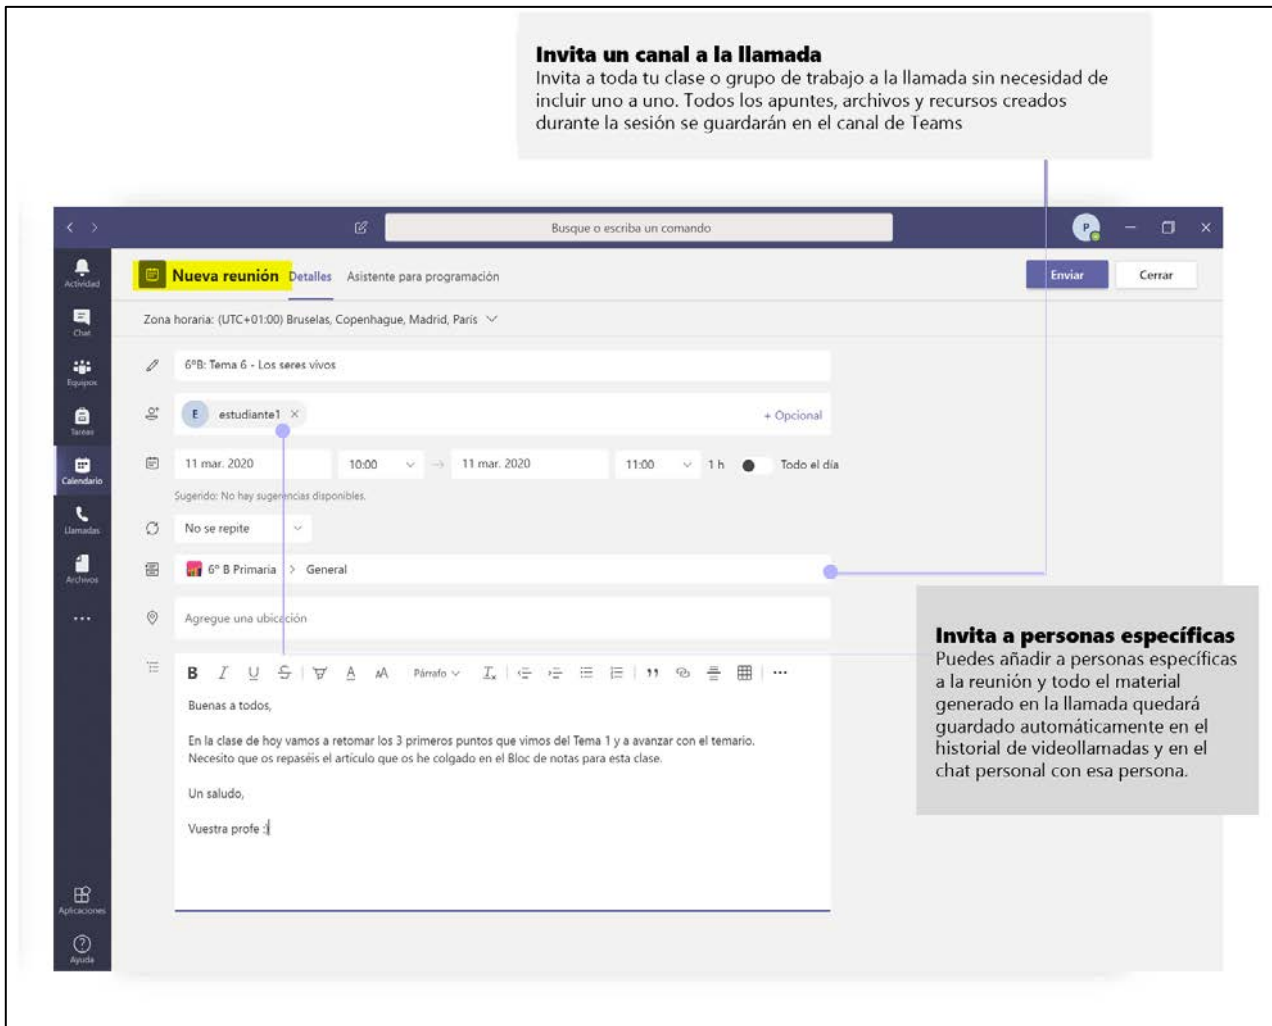 Invita un canal a la llamada
Invita a toda tu clase o grupo de trabajo a la llamada sin necesidad de
incluir uno a uno. Todos los apuntes, archivos y recursos creados
durante la sesión se guardarán en el canal de Teams
Busque o escriba un comando
P
Actividad
Chat
Equipos
Tareas
Calendario
Llamadas
Archivos
Aplicaciones
Ayuda
Nueva reunión Detalles Asistente para programación
Enviar Cerrar
Zona horaria: (UTC+01:00) Bruselas, Copenhague, Madrid, París
6ºB: Tema 6 - Los seres vivos
E estudiante1 × + Opcional
11 mar. 2020 10:00 → 11 mar. 2020 11:00 1 h Todo el día
Sugerido: No hay sugerencias disponibles.
No se repite
6º B Primaria > General
Agregue una ubicación
Invita a personas específicas
Puedes añadir a personas específicas
a la reunión y todo el material
generado en la llamada quedará
guardado automáticamente en el
historial de videollamadas y en el
chat personal con esa persona.
B I U S A AA Párrafo
Buenas a todos,
En la clase de hoy vamos a retomar los 3 primeros puntos que vimos del Tema 1 y a avanzar con el temario.
Necesito que os repaséis el artículo que os he colgado en el Bloc de notas para esta clase.
Un saludo,
Vuestra profe :)